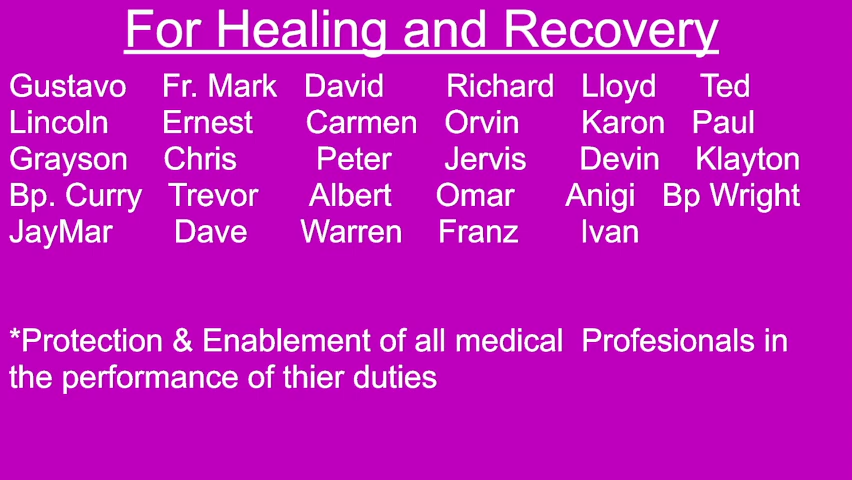 For Healing and Recovery
Gustavo Fr. Mark David Richard Lloyd Ted
Lincoln Ernest Carmen Orvin Karon Paul
Grayson Chris Peter Jervis Devin Klayton
Bp. Curry Trevor Albert Omar Anigi Bp Wright
JayMar Dave Warren Franz Ivan
*Protection & Enablement of all medical Profesionals in
the performance of thier duties